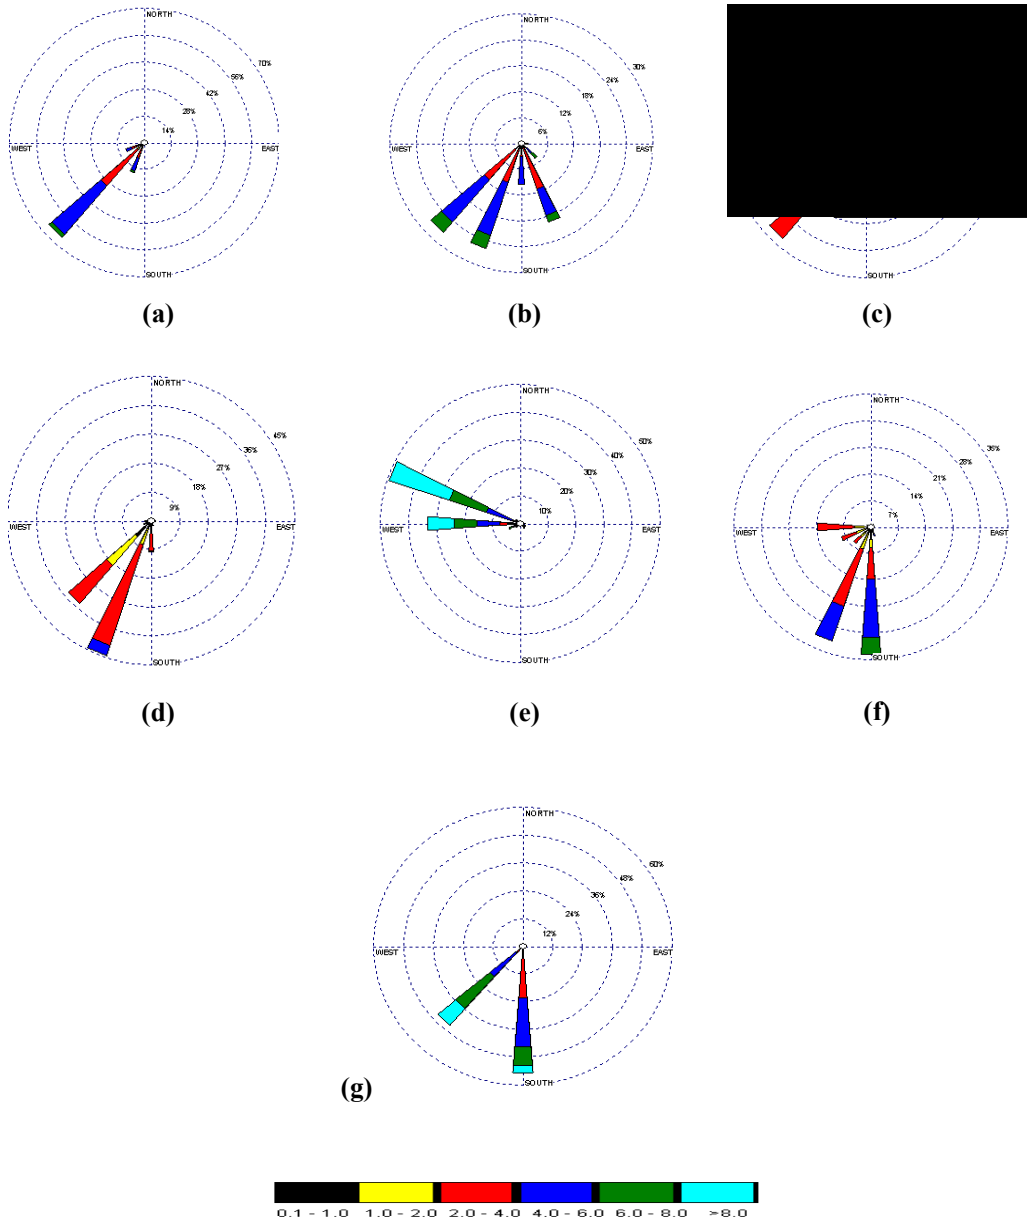 NORTH
70%
56%
42%
28%
14%
WEST
EAST
SOUTH
(a)
NORTH
30%
24%
18%
12%
6%
WEST
EAST
SOUTH
(b)
SOUTH
(c)
NORTH
45%
36%
27%
18%
9%
WEST
EAST
SOUTH
(d)
NORTH
50%
40%
30%
20%
10%
WEST
EAST
SOUTH
(e)
NORTH
35%
28%
21%
14%
7%
WEST
EAST
SOUTH
(f)
NORTH
60%
48%
36%
24%
12%
WEST
EAST
SOUTH
(g)
0.1 - 1.0 1.0 - 2.0 2.0 - 4.0 4.0 - 6.0 6.0 - 8.0 >8.0